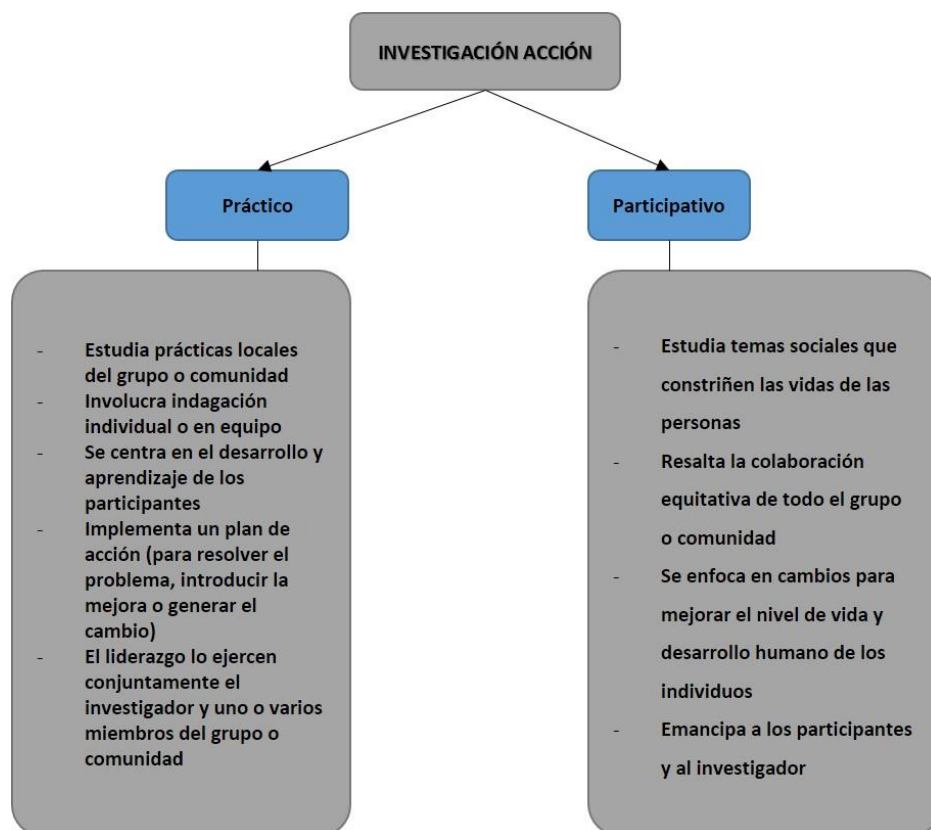 INVESTIGACIÓN ACCIÓN
Práctico
- Estudia prácticas locales
del grupo o comunidad
- Involucra indagación
individual o en equipo
- Se centra en el desarrollo y
aprendizaje de los
participantes
- Implementa un plan de
acción (para resolver el
problema, introducir la
mejora o generar el
cambio)
- El liderazgo lo ejercen
conjuntamente el
investigador y uno o varios
miembros del grupo o
comunidad
Participativo
- Estudia temas sociales que
constriñen las vidas de las
personas
- Resalta la colaboración
equitativa de todo el grupo
o comunidad
- Se enfoca en cambios para
mejorar el nivel de vida y
desarrollo humano de los
individuos
- Emancipa a los participantes
y al investigador